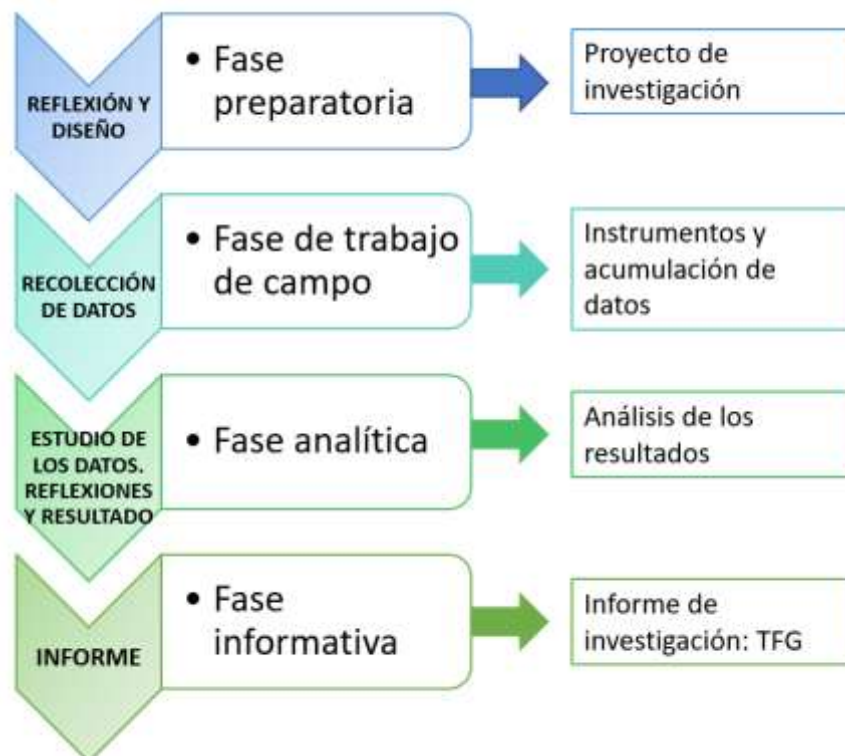 REFLEXIÓN Y
DISEÑO
• Fase
preparatoria
Proyecto de
investigación
RECOLECCIÓN
DE DATOS
• Fase de trabajo
de campo
Instrumentos y
acumulación de
datos
ESTUDIO DE
LOS DATOS.
REFLEXIONES
Y RESULTADO
• Fase analítica
Análisis de los
resultados
INFORME
• Fase
informativa
Informe de
investigación: TFG